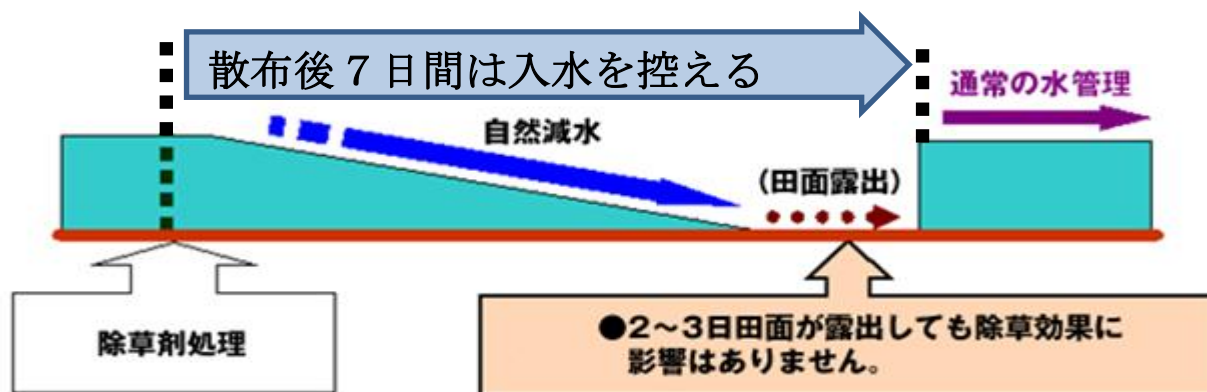 散布後７日間は入水を控える
通常の水管理
自然減水
（田面露出）
除草剤処理
●２～３日田面が露出しても除草効果に
影響はありません。